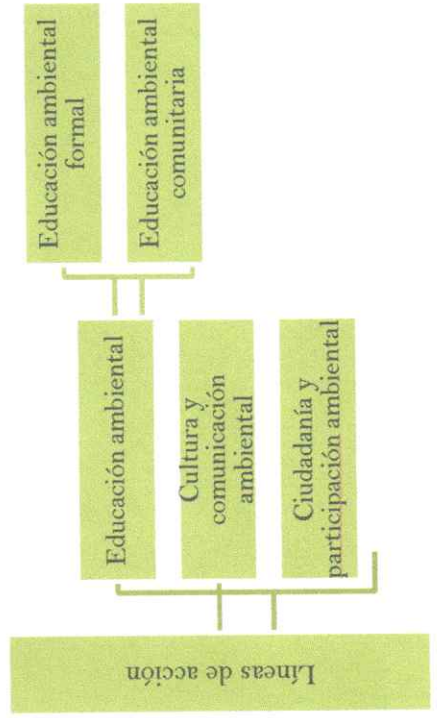 Líneas de acción
Educación ambiental
Cultura y
comunicación
ambiental
Ciudadanía y
participación ambiental
Educación ambiental
formal
Educación ambiental
comunitaria